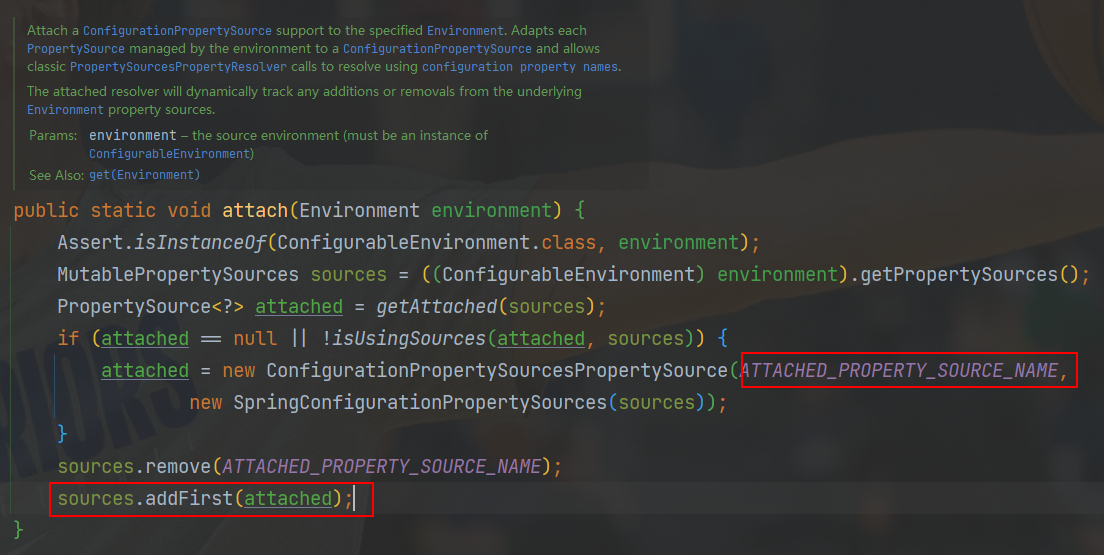 Attach a ConfigurationPropertySource support to the specified Environment. Adapts each
PropertySource managed by the environment to a ConfigurationPropertySource and allows
classic PropertySourcesPropertyResolver calls to resolve using configuration property names.
The attached resolver will dynamically track any additions or removals from the underlying
Environment property sources.
Params: environment – the source environment (must be an instance of
ConfigurableEnvironment)
See Also: get(Environment)
public static void attach(Environment environment) {
    Assert.isInstanceOf(ConfigurableEnvironment.class, environment);
    MutablePropertySources sources = ((ConfigurableEnvironment) environment).getPropertySources();
    PropertySource<?> attached = getAttached(sources);
    if (attached == null || !isUsingSources(attached, sources)) {
        attached = new ConfigurationPropertySourcesPropertySource(ATTACHED_PROPERTY_SOURCE_NAME,
                new SpringConfigurationPropertySources(sources));
    }
    sources.remove(ATTACHED_PROPERTY_SOURCE_NAME);
    sources.addFirst(attached);
}